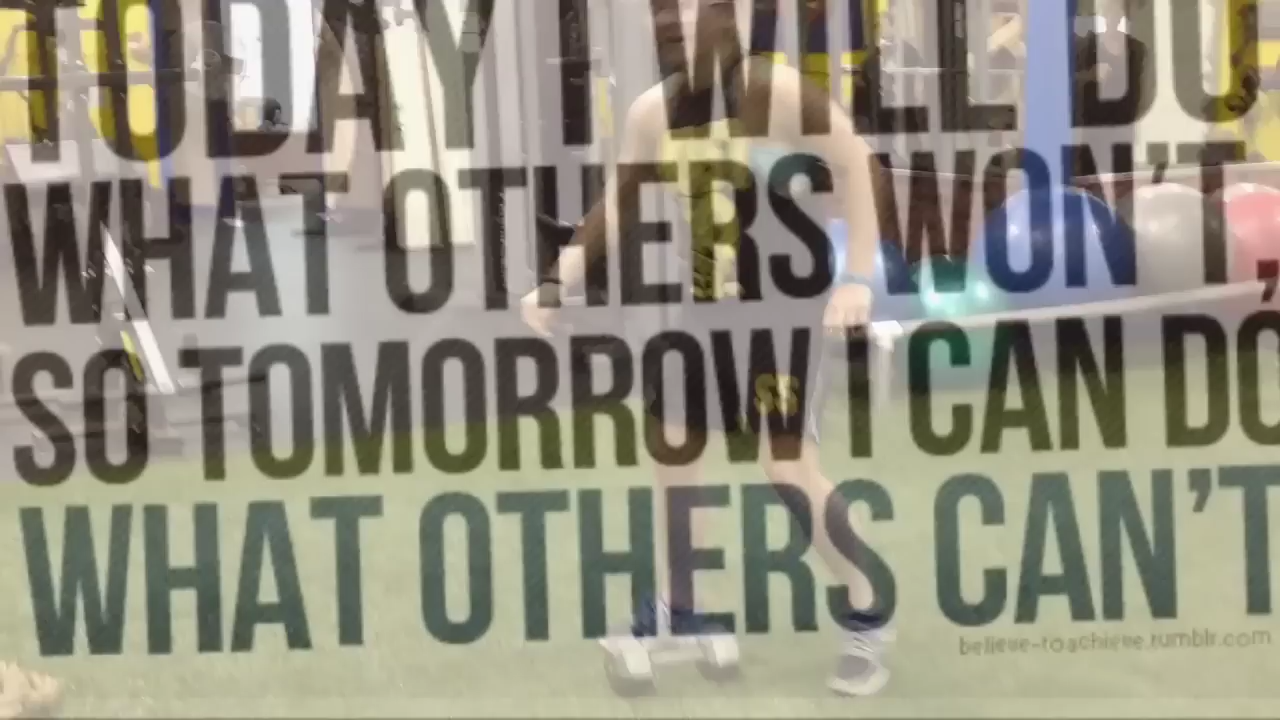 TODAY I WILL DO
WHAT OTHERS WON'T,
SO TOMORROW I CAN DO
WHAT OTHERS CAN'T
believe-toachieve.tumblr.com